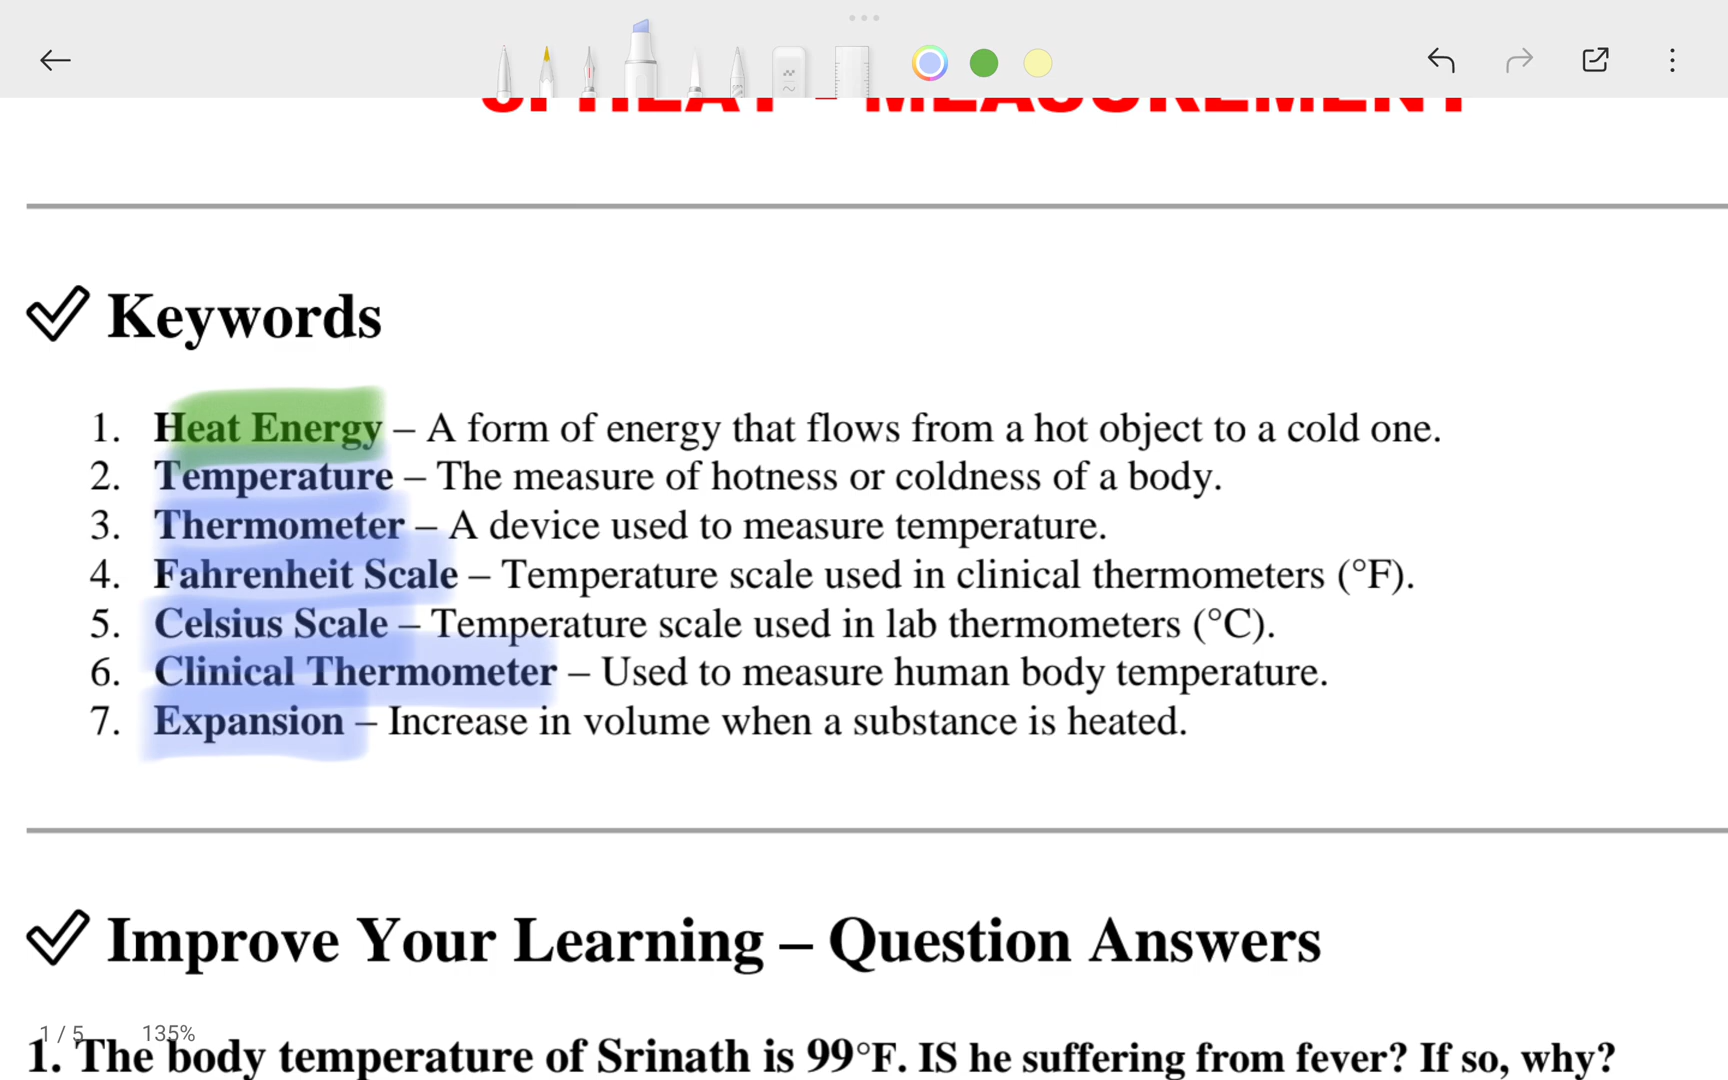 HEAT - MEASUREMENT
Keywords
1. Heat Energy – A form of energy that flows from a hot object to a cold one.
2. Temperature – The measure of hotness or coldness of a body.
3. Thermometer – A device used to measure temperature.
4. Fahrenheit Scale – Temperature scale used in clinical thermometers (°F).
5. Celsius Scale – Temperature scale used in lab thermometers (°C).
6. Clinical Thermometer – Used to measure human body temperature.
7. Expansion – Increase in volume when a substance is heated.
Improve Your Learning – Question Answers
1 / 5 135%
1. The body temperature of Srinath is 99°F. IS he suffering from fever? If so, why?